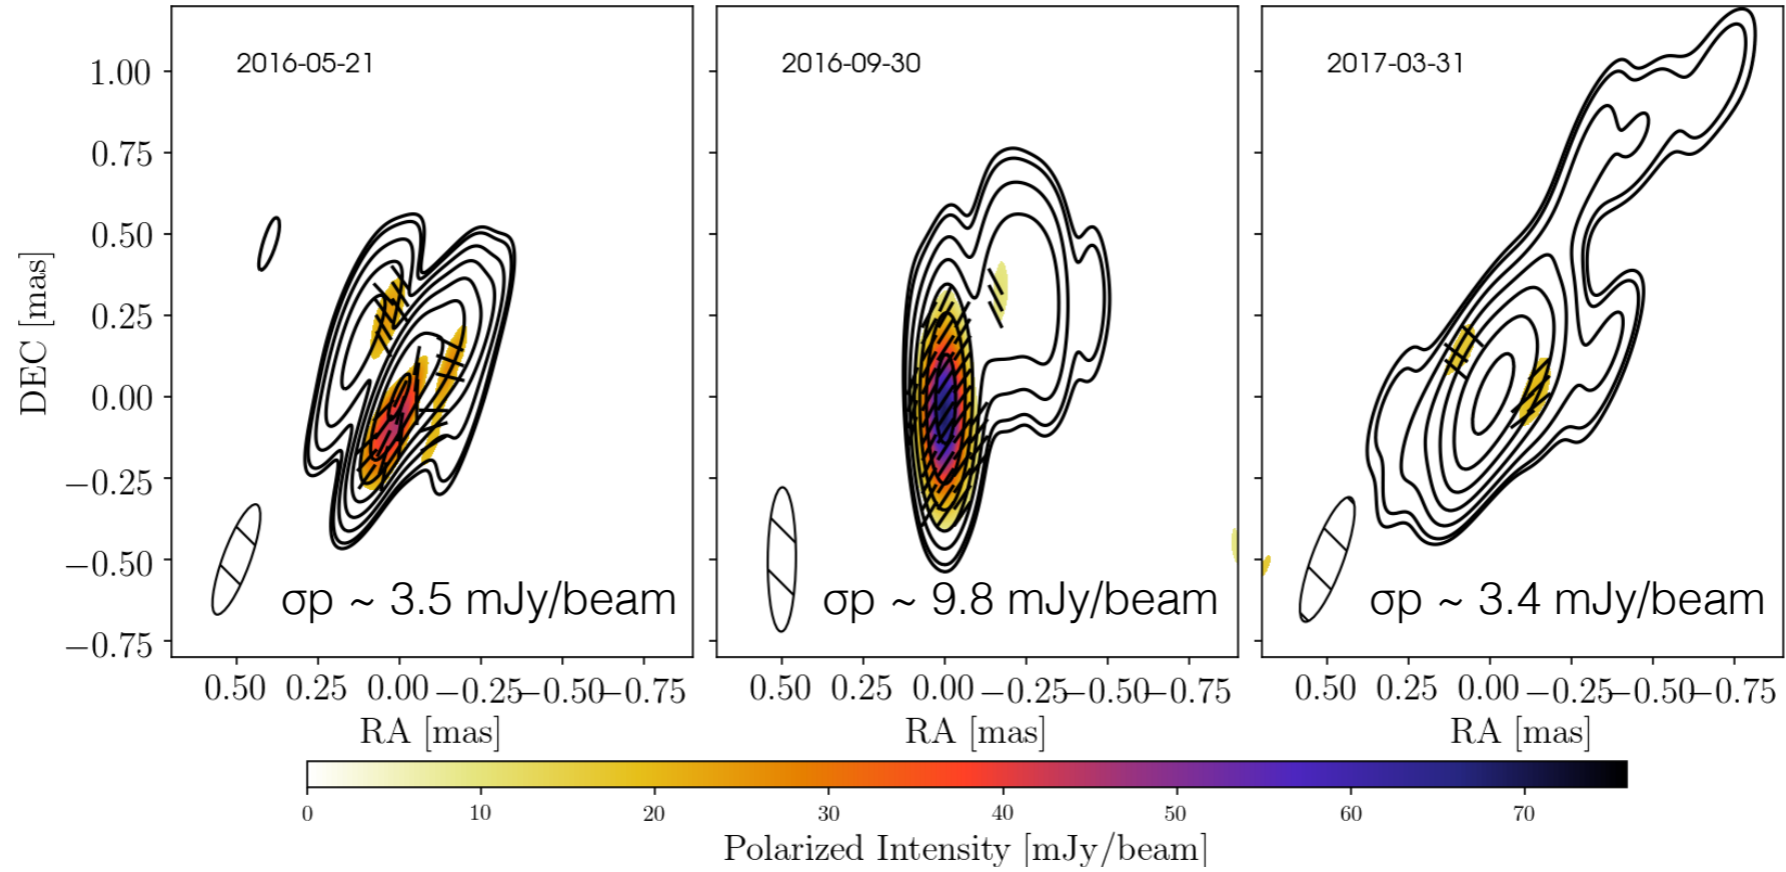 2016-05-21 2016-09-30 2017-03-31
1.00
0.75
0.50
0.25
0.00
−0.25
−0.50
−0.75
DEC [mas]
σp ~ 3.5 mJy/beam σp ~ 9.8 mJy/beam σp ~ 3.4 mJy/beam
0.50 0.25 0.00 −0.25 −0.50 −0.75 0.50 0.25 0.00 −0.25 −0.50 −0.75 0.50 0.25 0.00 −0.25 −0.50 −0.75
RA [mas] RA [mas] RA [mas]
0 10 20 30 40 50 60 70
Polarized Intensity [mJy/beam]